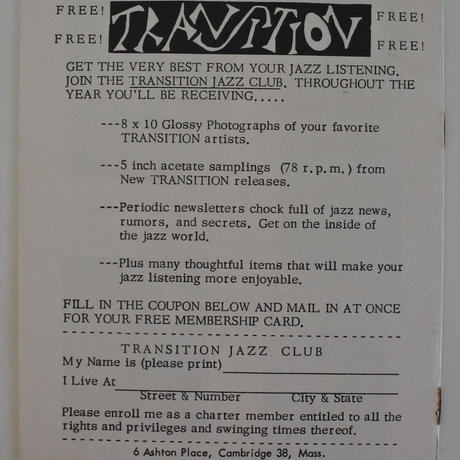 FREE! TRANSITION FREE!
FREE! FREE!
GET THE VERY BEST FROM YOUR JAZZ LISTENING.
JOIN THE TRANSITION JAZZ CLUB. THROUGHOUT THE
YEAR YOU'LL BE RECEIVING.....
---8 x 10 Glossy Photographs of your favorite
TRANSITION artists.
---5 inch acetate samplings (78 r.p.m.) from
New TRANSITION releases.
---Periodic newsletters chock full of jazz news,
rumors, and secrets. Get on the inside of
the jazz world.
---Plus many thoughtful items that will make your
jazz listening more enjoyable.
FILL IN THE COUPON BELOW AND MAIL IN AT ONCE
FOR YOUR FREE MEMBERSHIP CARD.
TRANSITION JAZZ CLUB
My Name is (please print)
I Live At
Street & Number City & State
Please enroll me as a charter member entitled to all the
rights and privileges and swinging times thereof.
6 Ashton Place, Cambridge 38, Mass.